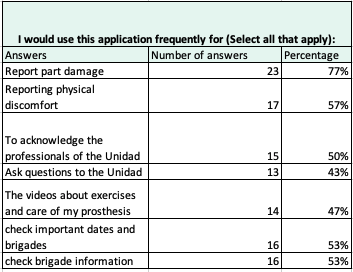 I would use this application frequently for (Select all that apply):
Answers Number of answers Percentage
Report part damage 23 77%
Reporting physical
discomfort 17 57%
To acknowledge the
professionals of the Unidad 15 50%
Ask questions to the Unidad 13 43%
The videos about exercises
and care of my prosthesis 14 47%
check important dates and
brigades 16 53%
check brigade information 16 53%